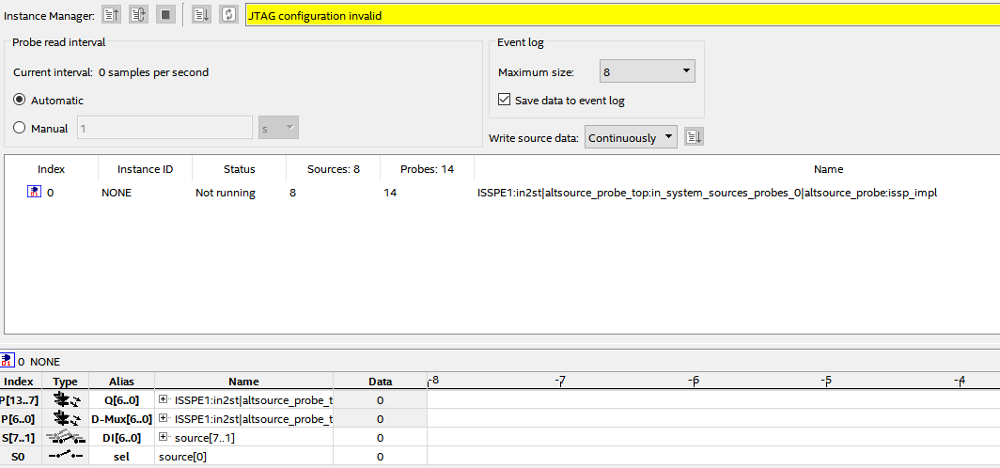 Instance Manager: JTAG configuration invalid
Probe read interval
Current interval: 0 samples per second
Automatic
Manual 1 s
Event log
Maximum size: 8
Save data to event log
Write source data: Continuously
Index Instance ID Status Sources: 8 Probes: 14 Name
0 NONE Not running 8 14 ISSPE1:in2st|altsource_probe_top:in_system_sources_probes_0|altsource_probe:issp_impl
0 NONE
Index Type Alias Name Data -8 -7 -6 -5 -4
P[13..7] Q[6..0] ISSPE1:in2st|altsource_probe_t 0
P[6..0] D-Mux[6..0] ISSPE1:in2st|altsource_probe_t 0
S[7..1] DI[6..0] source[7..1] 0
S0 sel source[0] 0